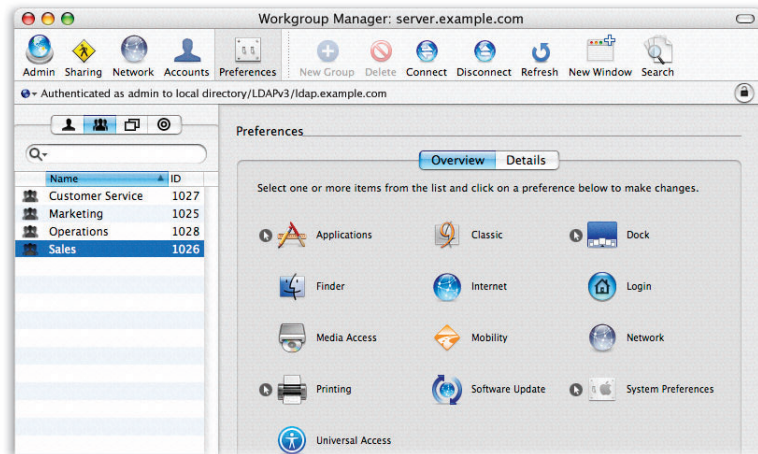 Workgroup Manager: server.example.com
Admin Sharing Network Accounts Preferences New Group Delete Connect Disconnect Refresh New Window Search
Authenticated as admin to local directory/LDAPv3/ldap.example.com
Preferences
Overview Details
Name ID
Customer Service 1027
Marketing 1025
Operations 1028
Sales 1026
Select one or more items from the list and click on a preference below to make changes.
Applications Classic Dock
Finder Internet Login
Media Access Mobility Network
Printing Software Update System Preferences
Universal Access